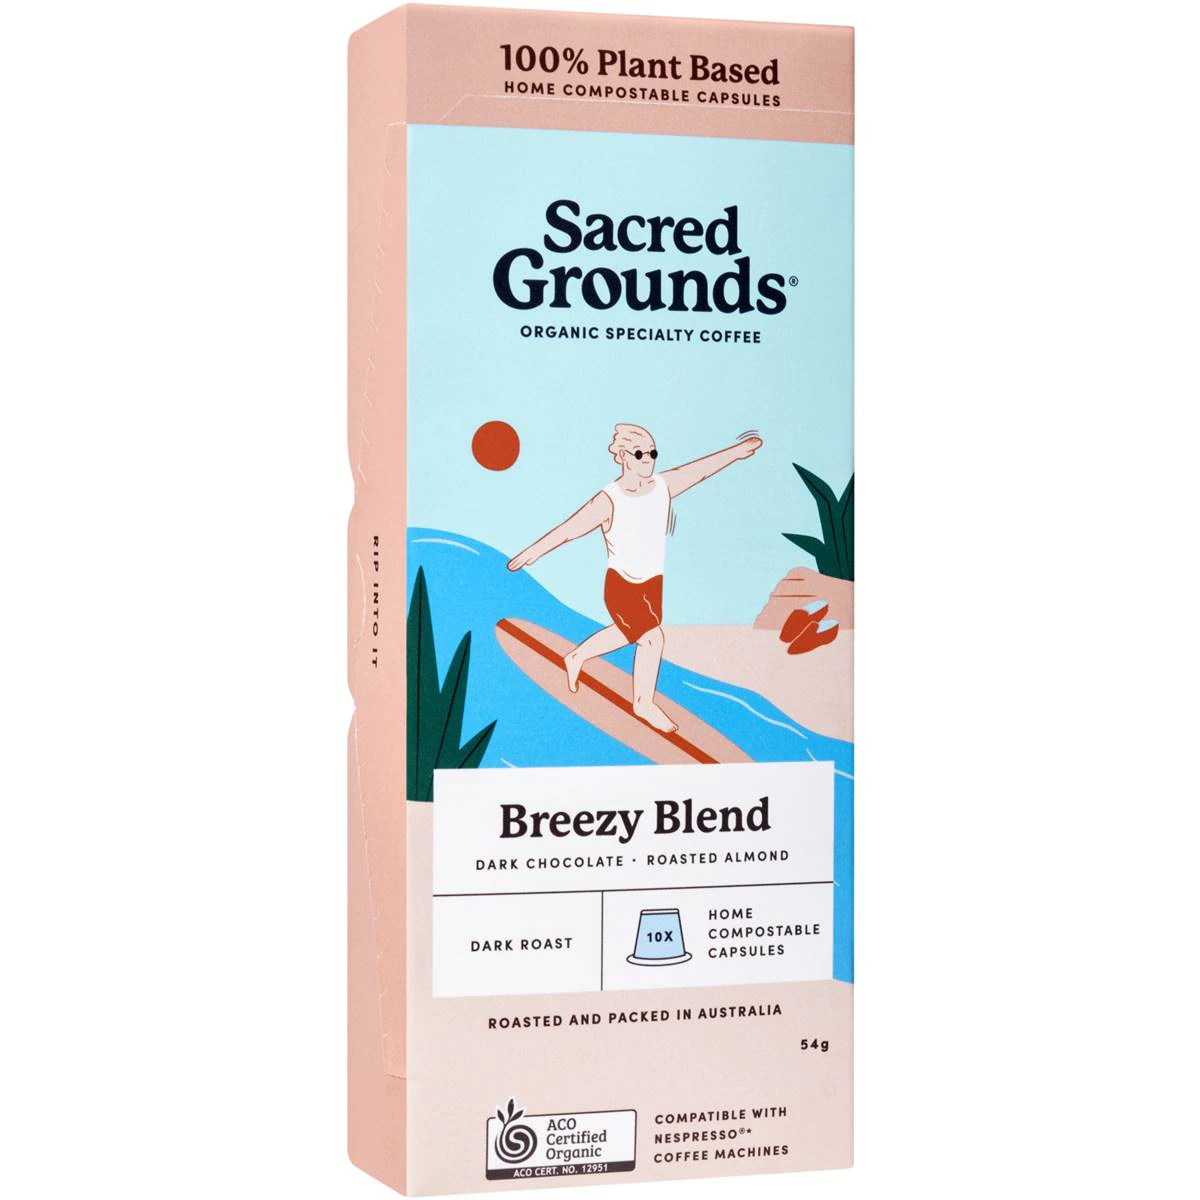 100% Plant Based
HOME COMPOSTABLE CAPSULES
Sacred
Grounds®
ORGANIC SPECIALTY COFFEE
RIP INTO IT
Breezy Blend
DARK CHOCOLATE · ROASTED ALMOND
DARK ROAST
10X
HOME
COMPOSTABLE
CAPSULES
ROASTED AND PACKED IN AUSTRALIA
54g
ACO
Certified
Organic
ACO CERT. NO. 12951
COMPATIBLE WITH
NESPRESSO®*
COFFEE MACHINES